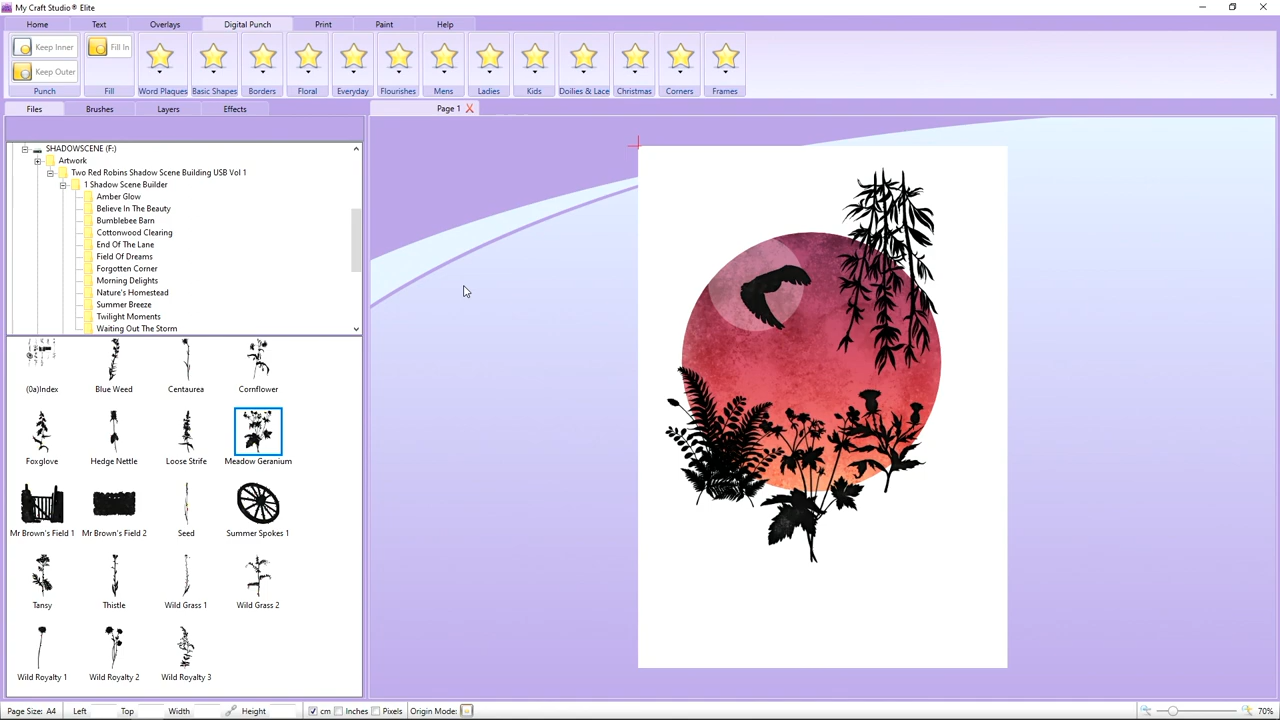 My Craft Studio® Elite
Home Text Overlays Digital Punch Print Paint Help
Keep Inner Fill In
Keep Outer
Punch Fill Word Plaques Basic Shapes Borders Floral Everyday Flourishes Mens Ladies Kids Doilies & Lace Christmas Corners Frames
Files Brushes Layers Effects Page 1 X
SHADOWSCENE (F:)
Artwork
Two Red Robins Shadow Scene Building USB Vol 1
1 Shadow Scene Builder
Amber Glow
Believe In The Beauty
Bumblebee Barn
Cottonwood Clearing
End Of The Lane
Field Of Dreams
Forgotten Corner
Morning Delights
Nature's Homestead
Summer Breeze
Twilight Moments
Waiting Out The Storm
(0a)Index Blue Weed Centaurea Cornflower
Foxglove Hedge Nettle Loose Strife Meadow Geranium
Mr Brown's Field 1 Mr Brown's Field 2 Seed Summer Spokes 1
Tansy Thistle Wild Grass 1 Wild Grass 2
Wild Royalty 1 Wild Royalty 2 Wild Royalty 3
Page Size: A4 Left Top Width Height cm Inches Pixels Origin Mode: 70%